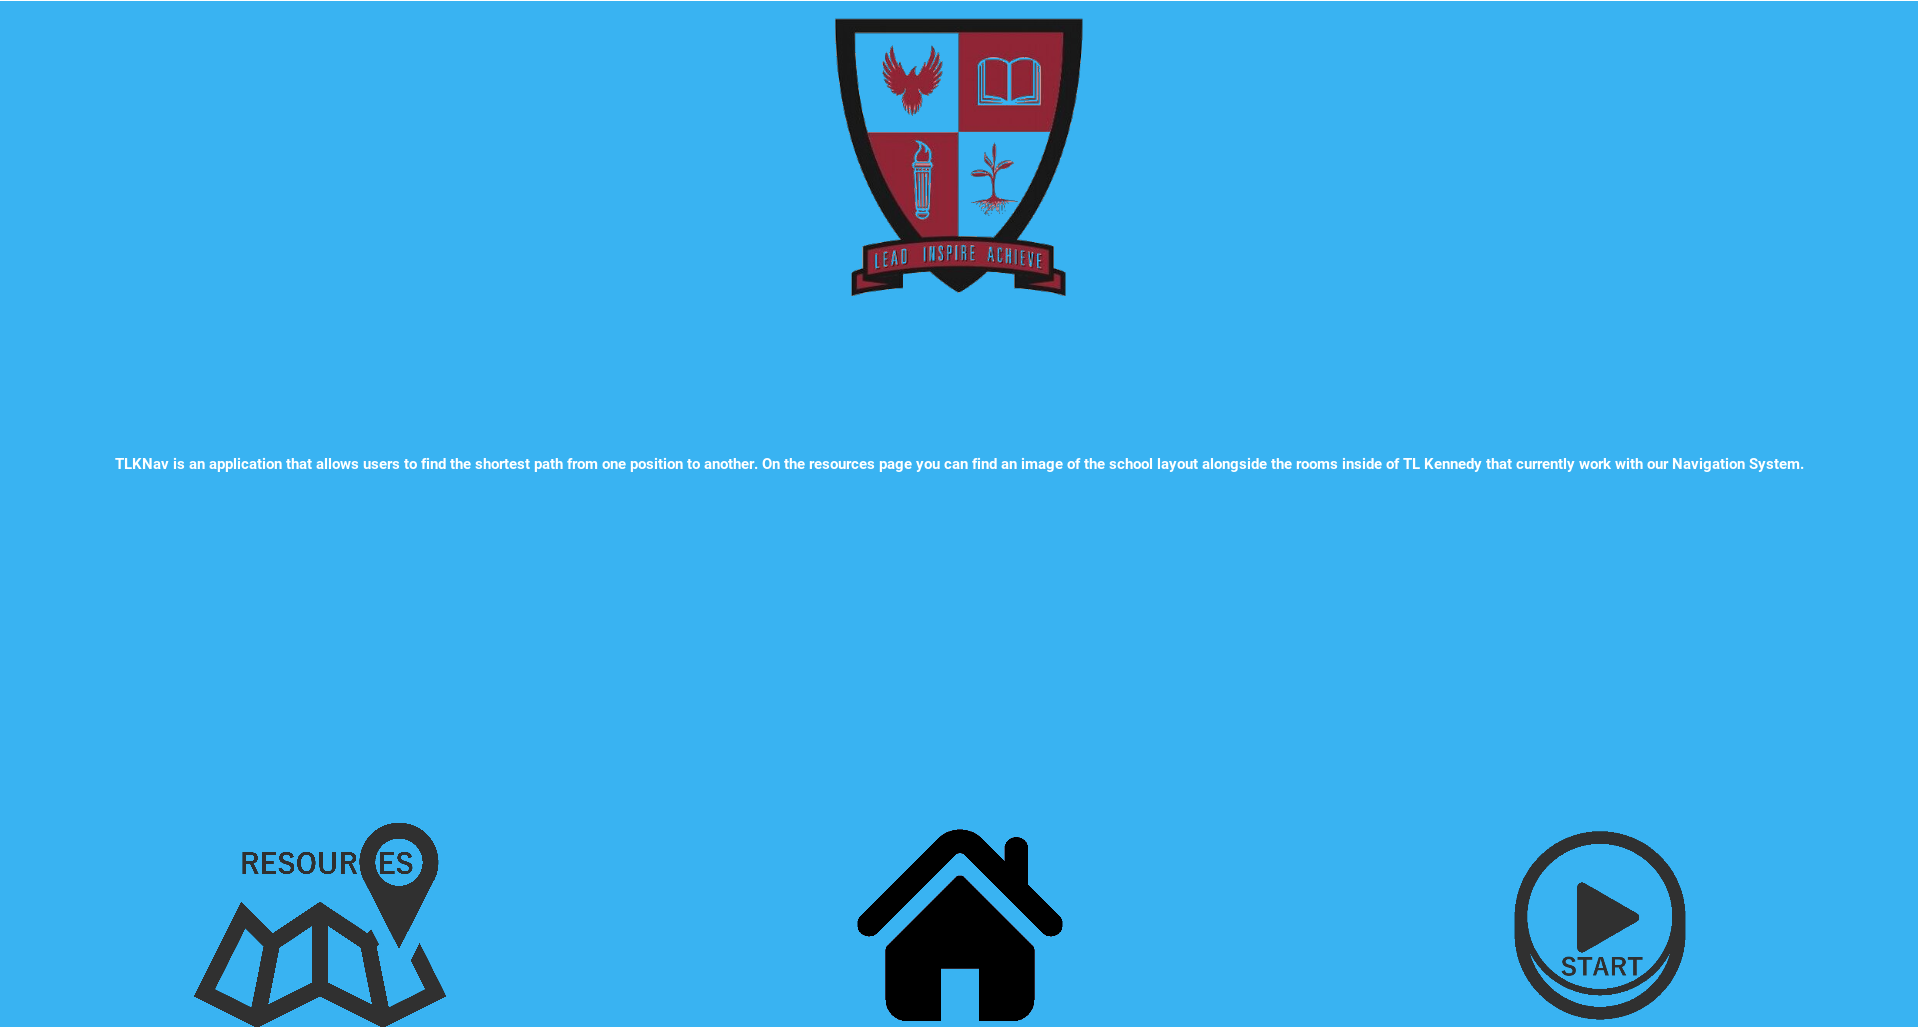 LEAD INSPIRE ACHIEVE
TLKNav is an application that allows users to find the shortest path from one position to another. On the resources page you can find an image of the school layout alongside the rooms inside of TL Kennedy that currently work with our Navigation System.
RESOURCES
START